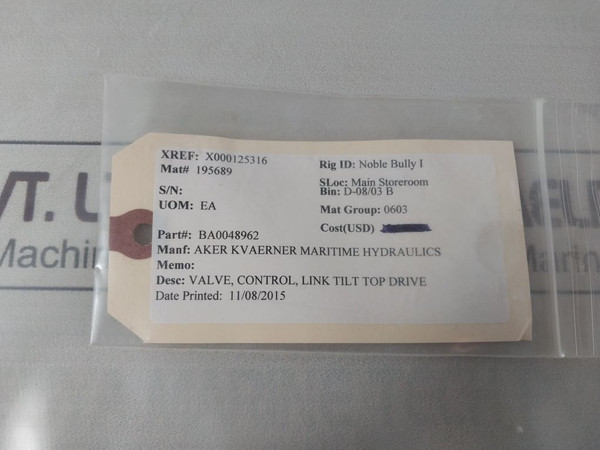 XREF: X000125316
Mat# 195689
S/N:
UOM: EA
Rig ID: Noble Bully I
SLoc: Main Storeroom
Bin: D-08/03 B
Mat Group: 0603
Cost(USD)
Part#: BA0048962
Manf: AKER KVAERNER MARITIME HYDRAULICS
Memo:
Desc: VALVE, CONTROL, LINK TILT TOP DRIVE
Date Printed: 11/08/2015
VT.
Machin